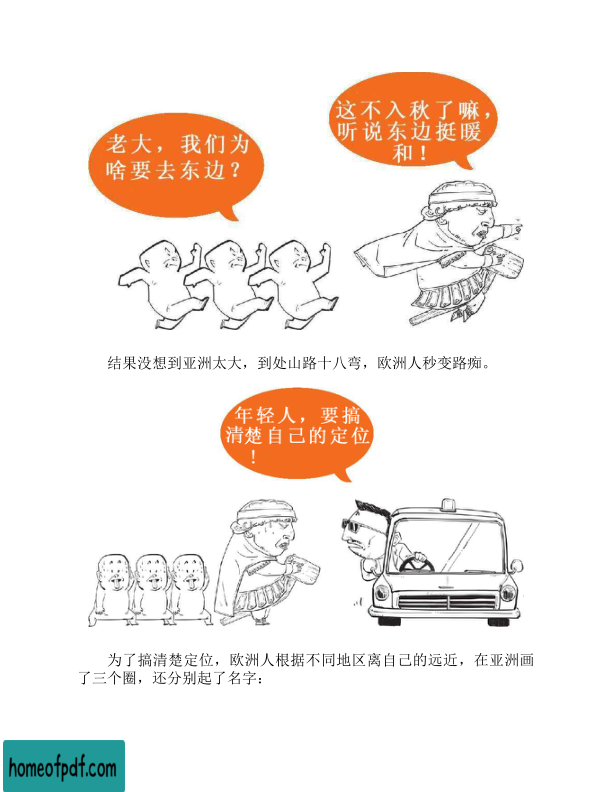 老大，我们为
啥要去东边？
这不入秋了嘛，
听说东边挺暖
和！
结果没想到亚洲太大，到处山路十八弯，欧洲人秒变路痴。
年轻人，要搞
清楚自己的定位
！
为了搞清楚定位，欧洲人根据不同地区离自己的远近，在亚洲画
了三个圈，还分别起了名字：
homeofpdf.com